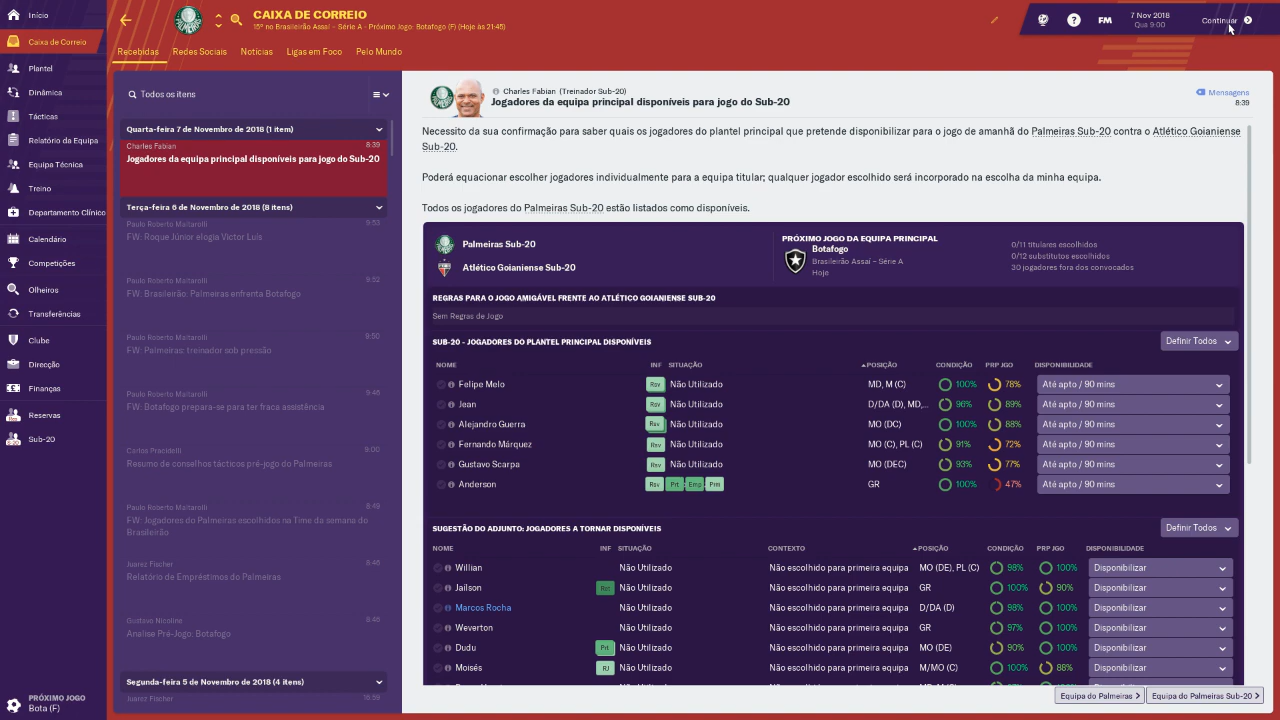 Início
Caixa de Correio
Plantel
Dinâmica
Tácticas
Relatório da Equipa
Equipa Técnica
Treino
Departamento Clínico
Calendário
Competições
Olheiros
Transferências
Clube
Direcção
Finanças
Reservas
Sub-20
PRÓXIMO JOGO
Bota (F)
CAIXA DE CORREIO
15º no Brasileirão Assaí – Série A - Próximo Jogo: Botafogo (F) (Hoje às 21:45)
FM
7 Nov 2018
Qua 9:00
Continuar
Recebidas Redes Sociais Notícias Ligas em Foco Pelo Mundo
Todos os itens
Quarta-feira 7 de Novembro de 2018 (1 item)
Charles Fabian 8:39
Jogadores da equipa principal disponíveis para jogo do Sub-20
Terça-feira 6 de Novembro de 2018 (8 itens)
Paulo Roberto Maltarolli 9:53
FW: Roque Júnior elogia Victor Luis
Paulo Roberto Maltarolli 9:52
FW: Brasileirão: Palmeiras enfrenta Botafogo
Paulo Roberto Maltarolli 9:50
FW: Palmeiras: treinador sob pressão
Paulo Roberto Maltarolli 9:46
FW: Botafogo prepara-se para ter fraca assistência
Carlos Pracidelli 9:00
Resumo de conselhos tácticos pré-jogo do Palmeiras
Paulo Roberto Maltarolli 8:49
FW: Jogadores do Palmeiras escolhidos na Time da semana do
Brasileirão
Juarez Fischer 8:46
Relatório de Empréstimos do Palmeiras
Gustavo Nicoline 8:46
Analise Pré-Jogo: Botafogo
Segunda-feira 5 de Novembro de 2018 (4 itens)
Juarez Fischer 16:59
Charles Fabian (Treinador Sub-20)
Jogadores da equipa principal disponíveis para jogo do Sub-20
Mensagens
8:39
Necessito da sua confirmação para saber quais os jogadores do plantel principal que pretende disponibilizar para o jogo de amanhã do Palmeiras Sub-20 contra o Atlético Goianiense
Sub-20.
Poderá equacionar escolher jogadores individualmente para a equipa titular; qualquer jogador escolhido será incorporado na escolha da minha equipa.
Todos os jogadores do Palmeiras Sub-20 estão listados como disponíveis.
Palmeiras Sub-20
Atlético Goianiense Sub-20
PRÓXIMO JOGO DA EQUIPA PRINCIPAL
Botafogo
Brasileirão Assaí – Série A
Hoje
0/11 titulares escolhidos
0/12 substitutos escolhidos
30 jogadores fora dos convocados
REGRAS PARA O JOGO AMIGÁVEL FRENTE AO ATLÉTICO GOIANIENSE SUB-20
Sem Regras de Jogo
SUB-20 - JOGADORES DO PLANTEL PRINCIPAL DISPONÍVEIS Definir Todos
NOME INF SITUAÇÃO POSIÇÃO CONDIÇÃO PRP JGO DISPONIBILIDADE
Felipe Melo Rsv Não Utilizado MD, M (C) 100% 78% Até apto / 90 mins
Jean Rsv Não Utilizado D/DA (D), MD,... 96% 89% Até apto / 90 mins
Alejandro Guerra Rsv Não Utilizado MO (DC) 100% 88% Até apto / 90 mins
Fernando Márquez Rsv Não Utilizado MO (C), PL (C) 91% 72% Até apto / 90 mins
Gustavo Scarpa Rsv Não Utilizado MO (DEC) 93% 77% Até apto / 90 mins
Anderson Rsv Prt Emp Prm GR 100% 47% Até apto / 90 mins
SUGESTÃO DO ADJUNTO: JOGADORES A TORNAR DISPONÍVEIS Definir Todos
NOME INF SITUAÇÃO CONTEXTO POSIÇÃO CONDIÇÃO PRP JGO DISPONIBILIDADE
Willian Não Utilizado Não escolhido para primeira equipa MO (DE), PL (C) 98% 100% Disponibilizar
Jailson Não Utilizado Não escolhido para primeira equipa GR 100% 90% Disponibilizar
Marcos Rocha Não Utilizado Não escolhido para primeira equipa D/DA (D) 98% 100% Disponibilizar
Weverton Não Utilizado Não escolhido para primeira equipa GR 97% 100% Disponibilizar
Dudu Prt Não Utilizado Não escolhido para primeira equipa MO (DE) 90% 100% Disponibilizar
Moisés RJ Não Utilizado Não escolhido para primeira equipa M/MO (C) 100% 88% Disponibilizar
Equipa do Palmeiras Equipa do Palmeiras Sub-20